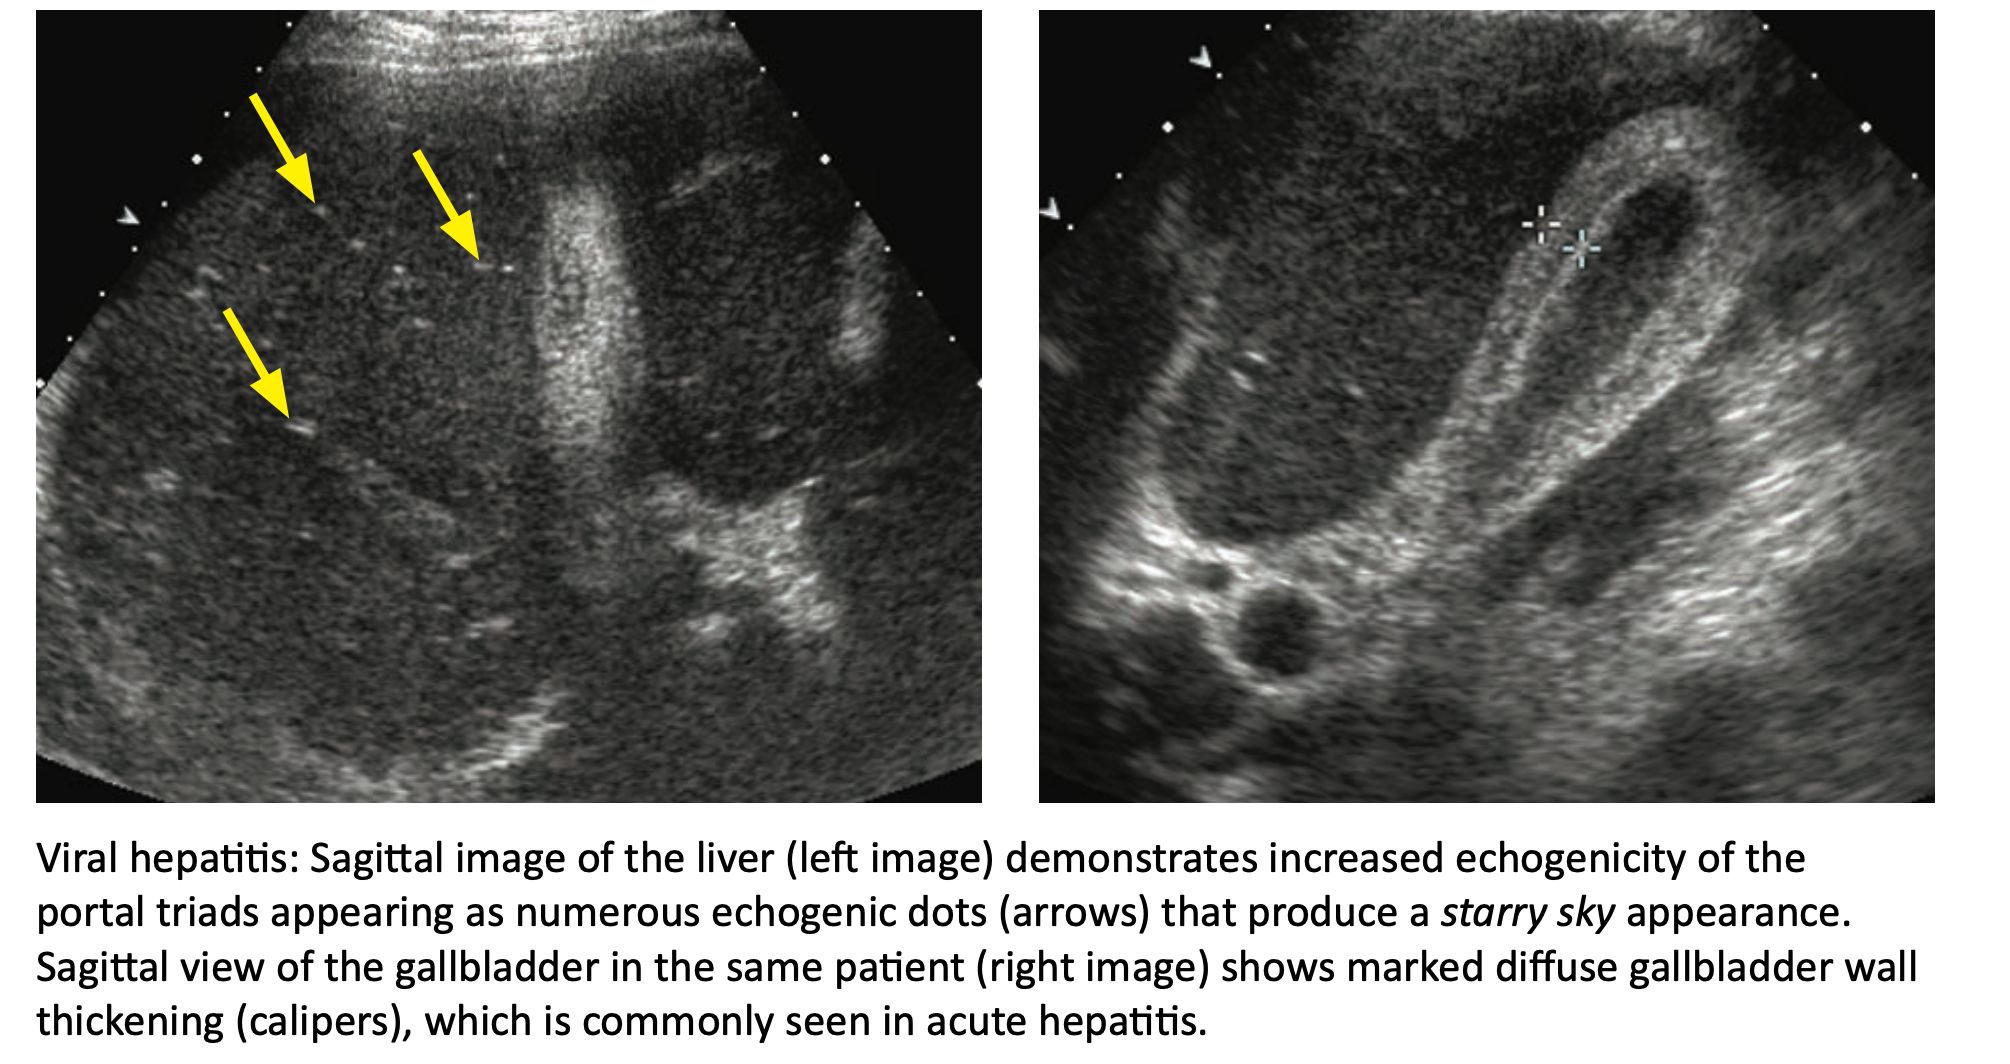 Viral hepatitis: Sagittal image of the liver (left image) demonstrates increased echogenicity of the
portal triads appearing as numerous echogenic dots (arrows) that produce a starry sky appearance.
Sagittal view of the gallbladder in the same patient (right image) shows marked diffuse gallbladder wall
thickening (calipers), which is commonly seen in acute hepatitis.